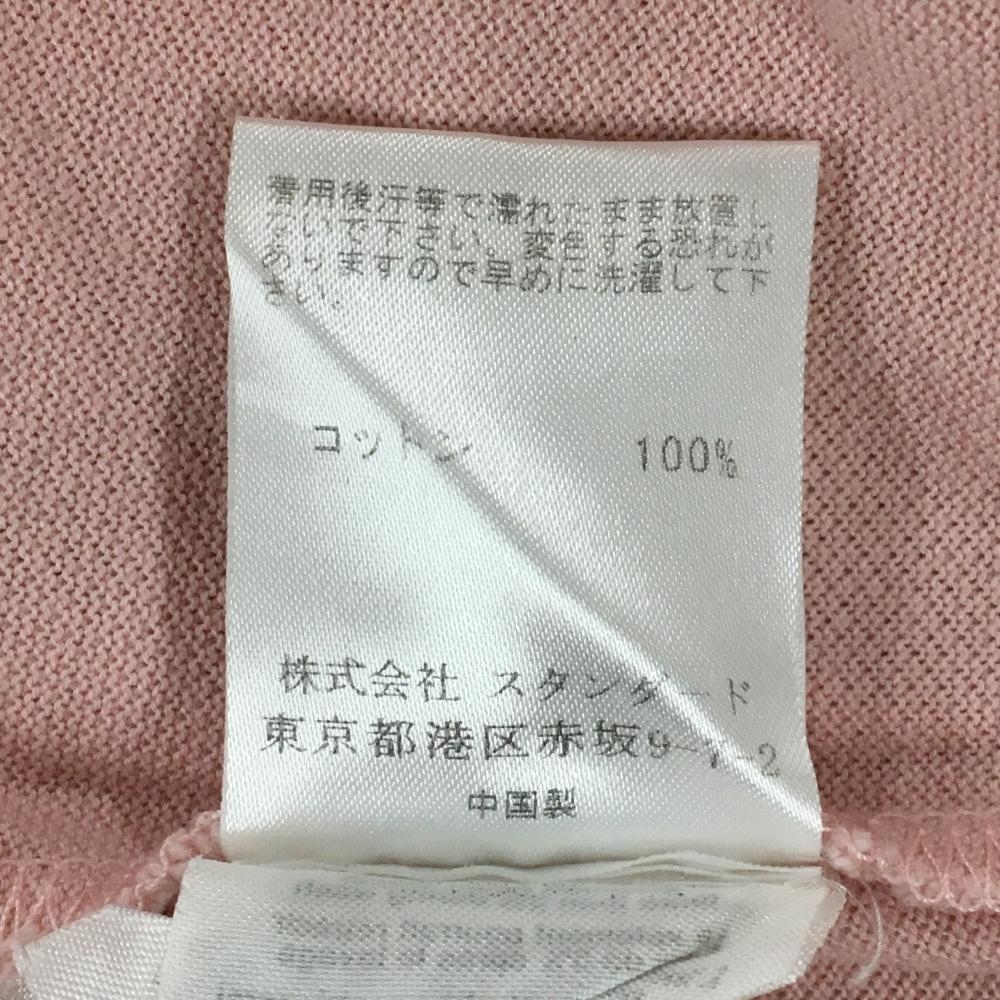 着用後汗等で濡れたまま放置し
ないで下さい。変色する恐れが
ありますので早めに洗濯して下
さい。
コットン 100%
株式会社 スタンダード
東京都港区赤坂9-7-2
中国製